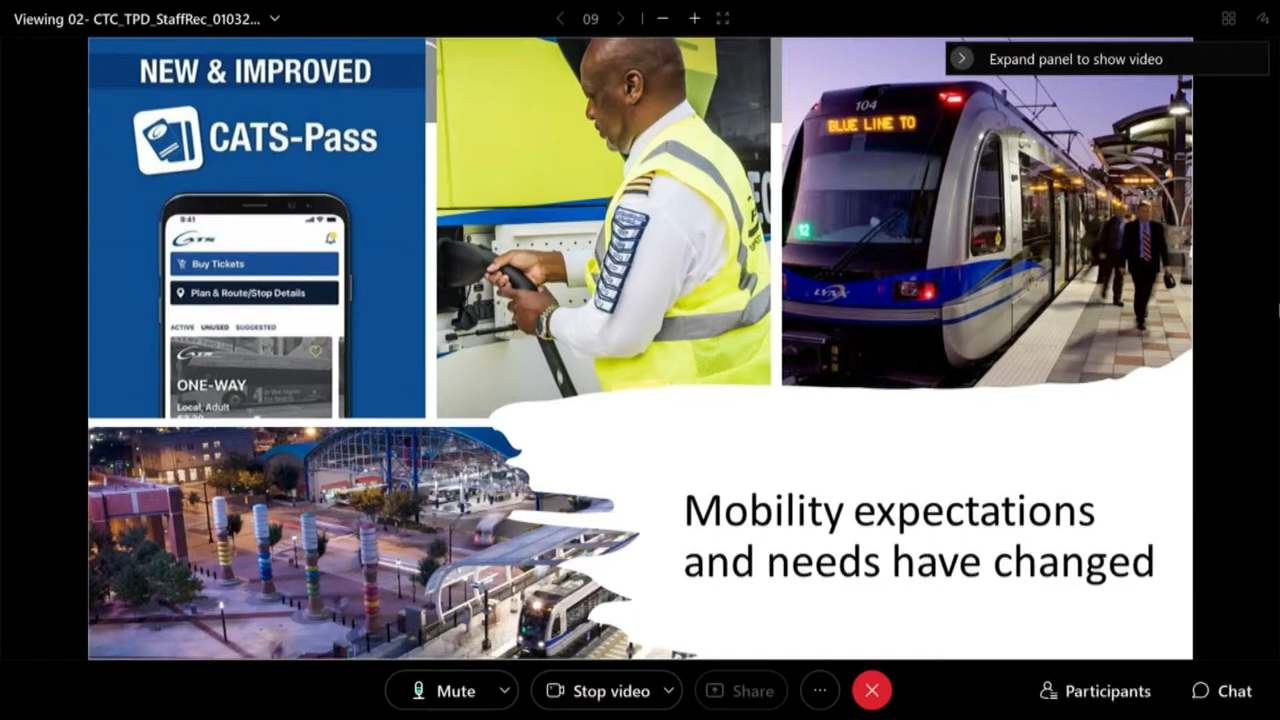 Viewing 02- CTC_TPD_StaffRec_01032...
09
Expand panel to show video
NEW & IMPROVED
CATS-Pass
9:41
CATS
Buy Tickets
Plan & Route/Stop Details
ACTIVE UNUSED SUGGESTED
CATS
ONE-WAY
Local, Adult
104
BLUE LINE TO
12
LYNX
Mobility expectations
and needs have changed
Mute
Stop video
Share
Participants
Chat